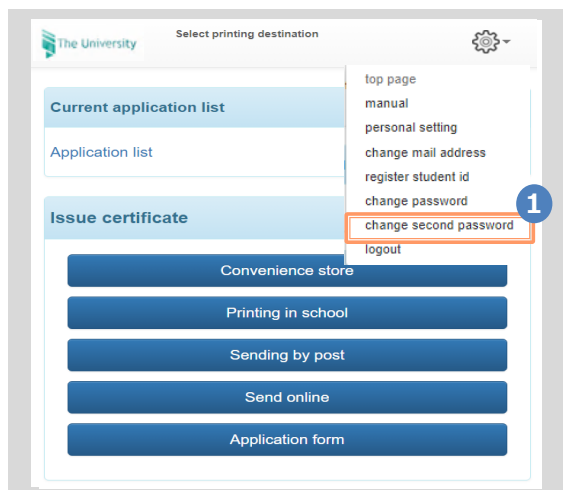 The University
Select printing destination
top page
manual
personal setting
change mail address
register student id
change password
1
change second password
logout
Current application list
Application list
Issue certificate
Convenience store
Printing in school
Sending by post
Send online
Application form